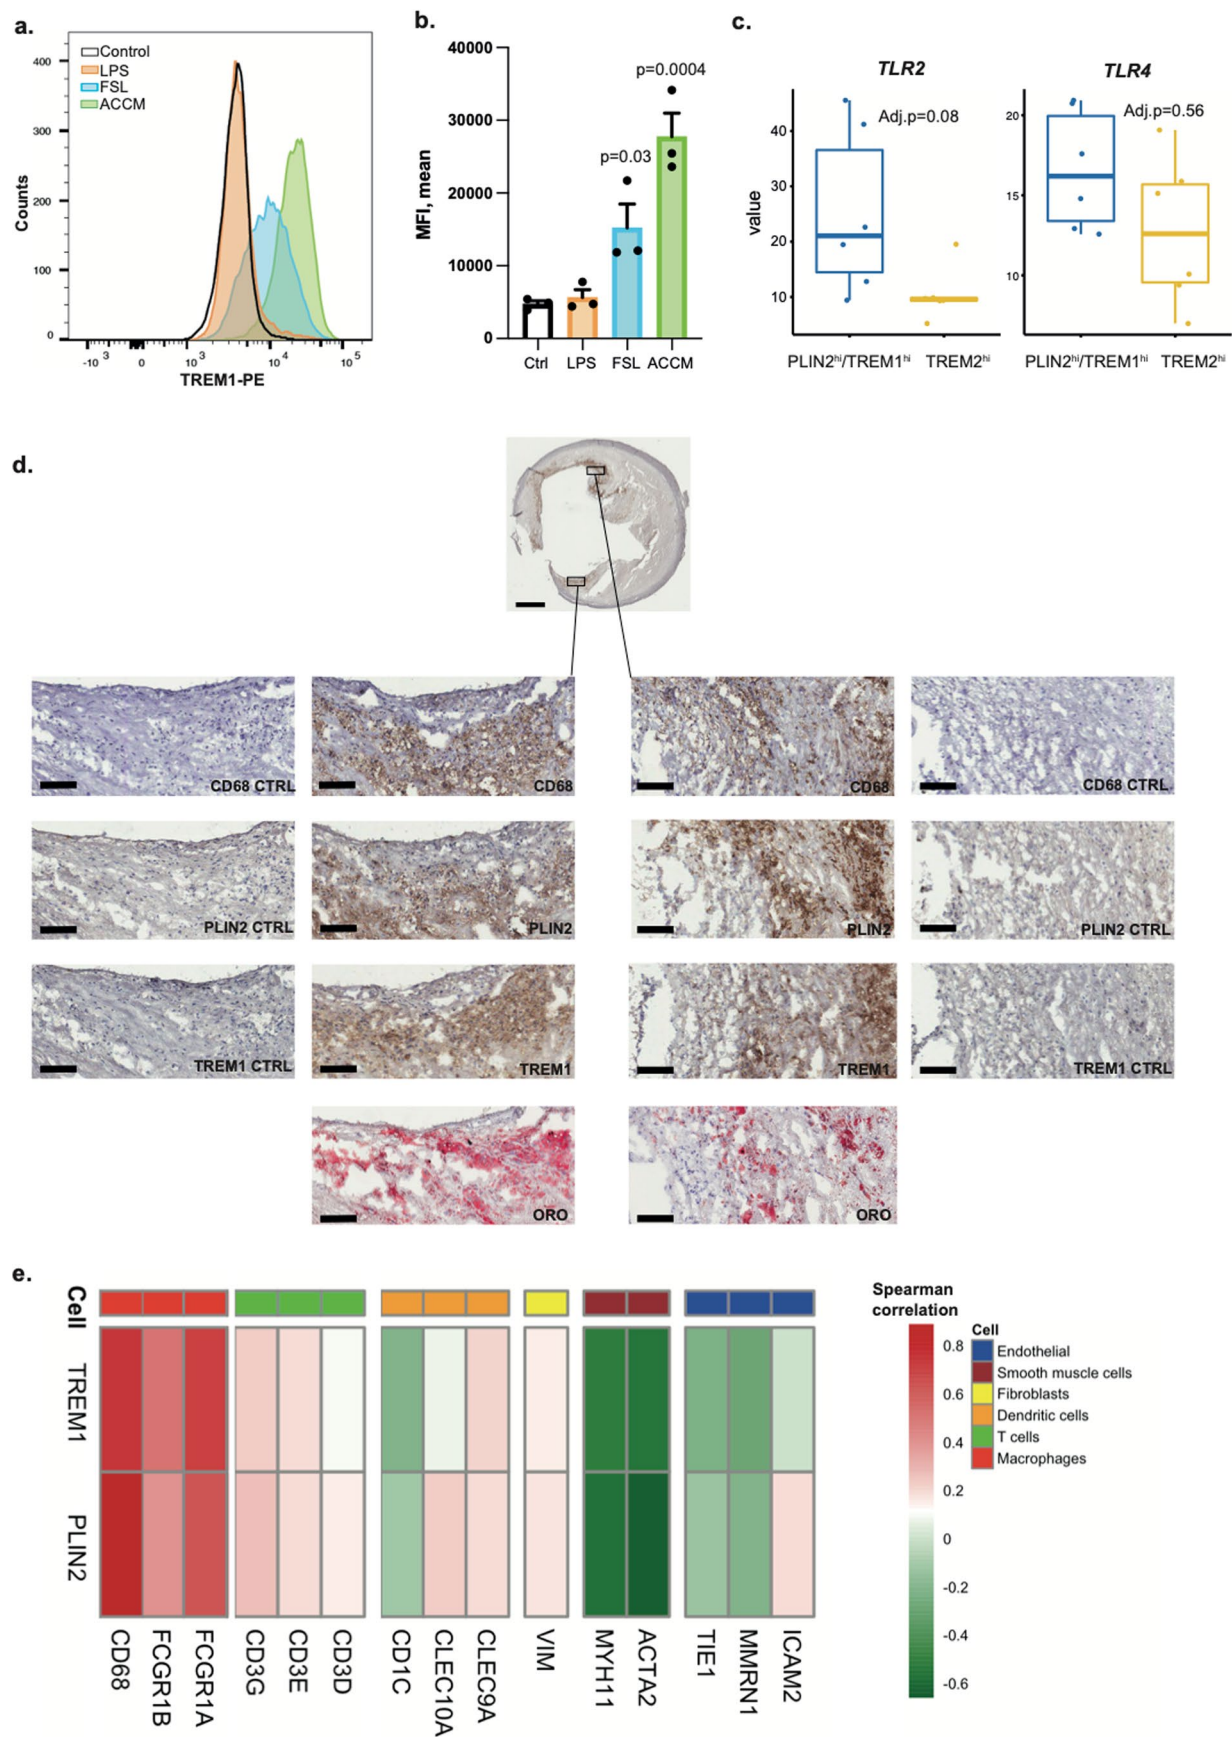 a.
Control
LPS
FSL
ACCM
Counts
400
300
200
100
0
-10 3
0
10 3
10 4
10 5
TREM1-PE
b.
MFI, mean
40000
30000
20000
10000
0
p=0.0004
p=0.03
Ctrl
LPS
FSL
ACCM
c.
TLR2
Adj.p=0.08
value
40
30
20
10
PLIN2hi/TREM1hi
TREM2hi
TLR4
Adj.p=0.56
20
15
10
PLIN2hi/TREM1hi
TREM2hi
d.
CD68 CTRL
CD68
CD68
CD68 CTRL
PLIN2 CTRL
PLIN2
PLIN2
PLIN2 CTRL
TREM1 CTRL
TREM1
TREM1
TREM1 CTRL
ORO
ORO
e.
Cell
TREM1
PLIN2
CD68
FCGR1B
FCGR1A
CD3G
CD3E
CD3D
CD1C
CLEC10A
CLEC9A
VIM
MYH11
ACTA2
TIE1
MMRN1
ICAM2
Spearman
correlation
0.8
0.6
0.4
0.2
0
-0.2
-0.4
-0.6
Cell
Endothelial
Smooth muscle cells
Fibroblasts
Dendritic cells
T cells
Macrophages